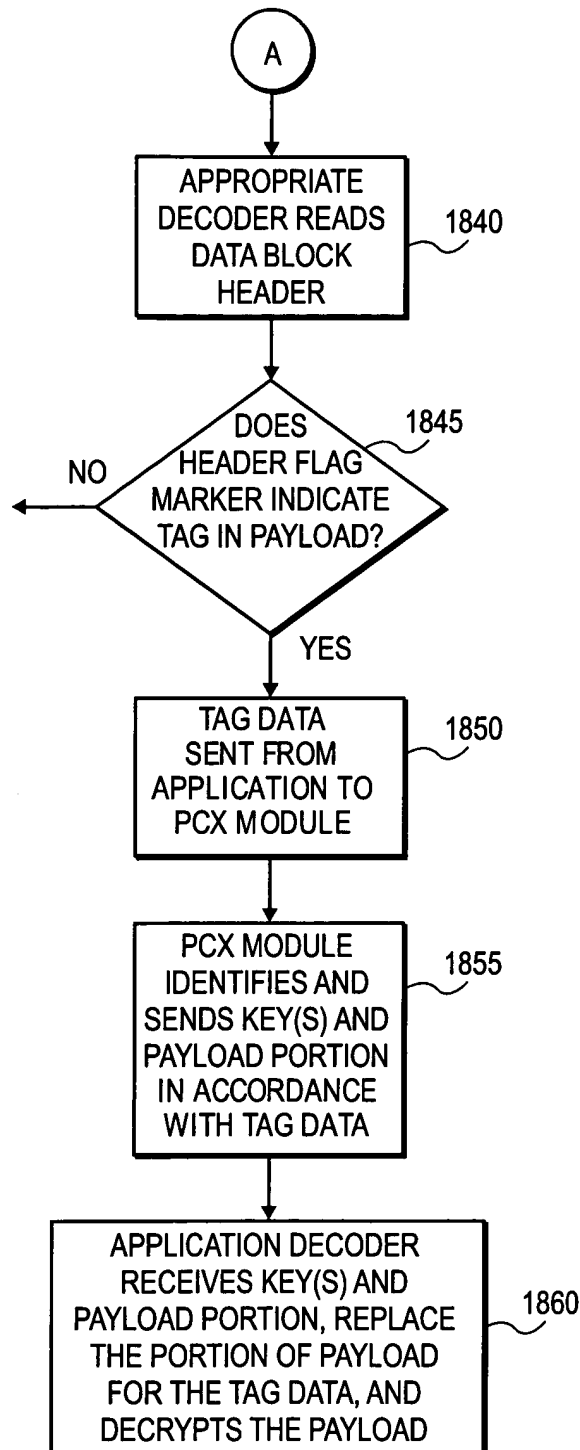 A
APPROPRIATE
DECODER READS
DATA BLOCK
HEADER
1840
DOES
HEADER FLAG
MARKER INDICATE
TAG IN PAYLOAD?
1845
NO
YES
TAG DATA
SENT FROM
APPLICATION TO
PCX MODULE
1850
PCX MODULE
IDENTIFIES AND
SENDS KEY(S) AND
PAYLOAD PORTION
IN ACCORDANCE
WITH TAG DATA
1855
APPLICATION DECODER
RECEIVES KEY(S) AND
PAYLOAD PORTION, REPLACE
THE PORTION OF PAYLOAD
FOR THE TAG DATA, AND
DECRYPTS THE PAYLOAD
1860